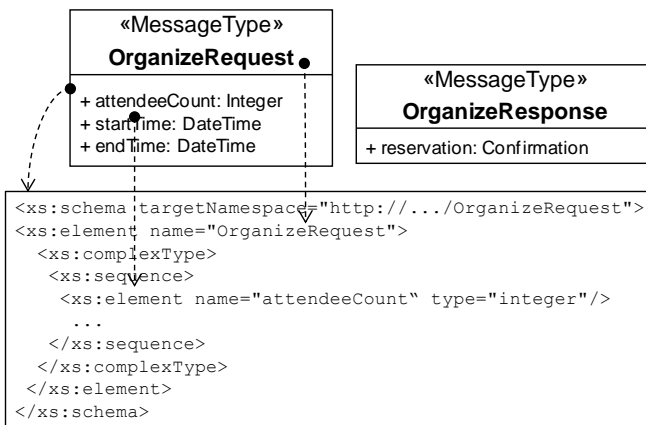 «MessageType»
OrganizeRequest
+ attendeeCount: Integer
+ startTime: DateTime
+ endTime: DateTime
«MessageType»
OrganizeResponse
+ reservation: Confirmation
<xs:schema targetNamespace="http://.../OrganizeRequest">
<xs:element name="OrganizeRequest">
<xs:complexType>
<xs:sequence>
<xs:element name="attendeeCount‟ type="integer"/>
...
</xs:sequence>
</xs:complexType>
</xs:element>
</xs:schema>